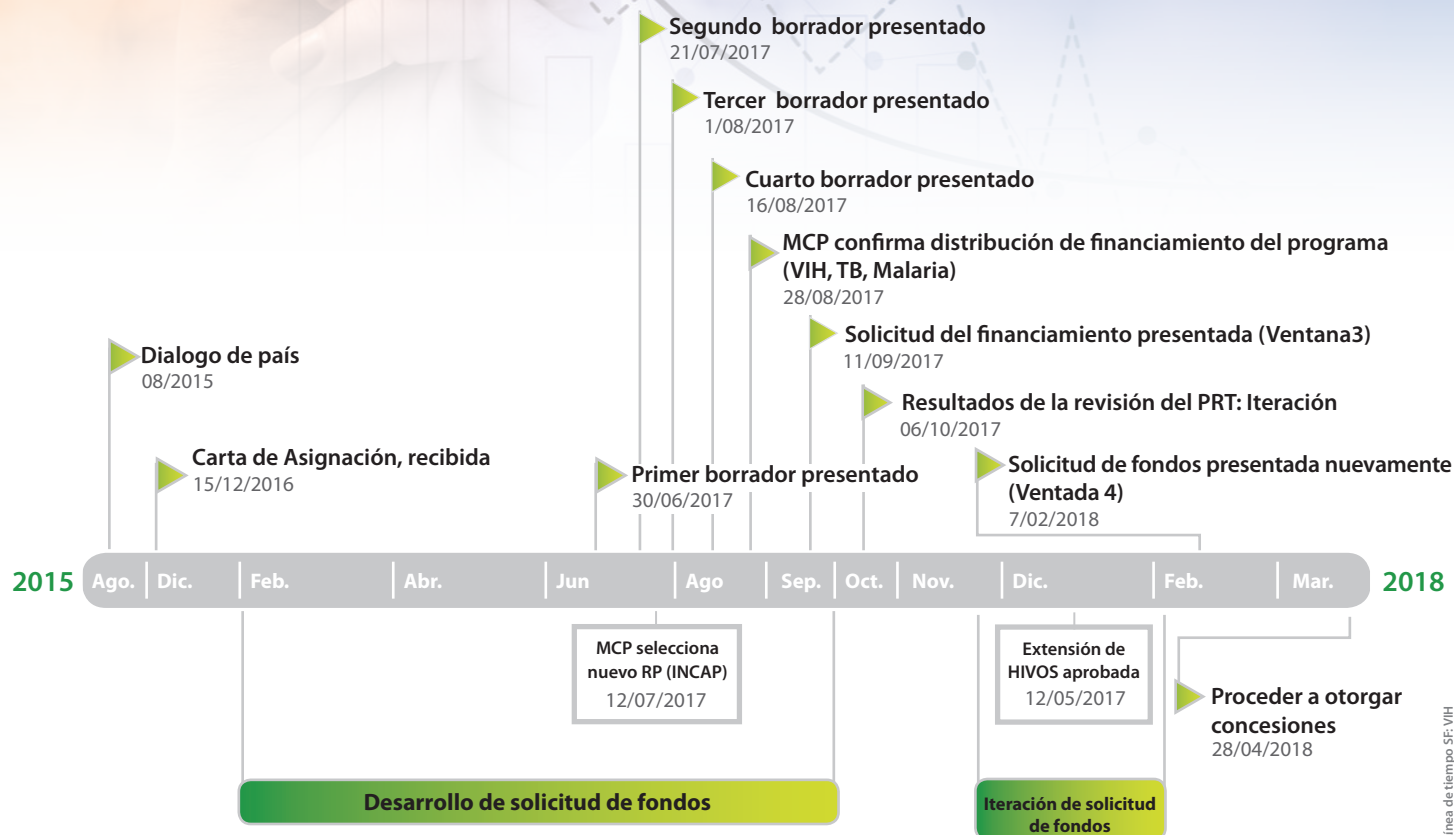 Segundo borrador presentado
21/07/2017
Tercer borrador presentado
1/08/2017
Cuarto borrador presentado
16/08/2017
MCP confirma distribución de financiamiento del programa
(VIH, TB, Malaria)
28/08/2017
Solicitud del financiamiento presentada (Ventana3)
11/09/2017
Dialogo de país
08/2015
Resultados de la revisión del PRT: Iteración
06/10/2017
Carta de Asignación, recibida
15/12/2016
Primer borrador presentado
30/06/2017
Solicitud de fondos presentada nuevamente
(Ventada 4)
7/02/2018
2015 Ago. Dic. Feb. Abr. Jun Ago Sep. Oct. Nov. Dic. Feb. Mar. 2018
MCP selecciona
nuevo RP (INCAP)
12/07/2017
Extensión de
HIVOS aprobada
12/05/2017
Proceder a otorgar
concesiones
28/04/2018
Desarrollo de solicitud de fondos
Iteración de solicitud
de fondos
ínea de tiempo SF: VIH